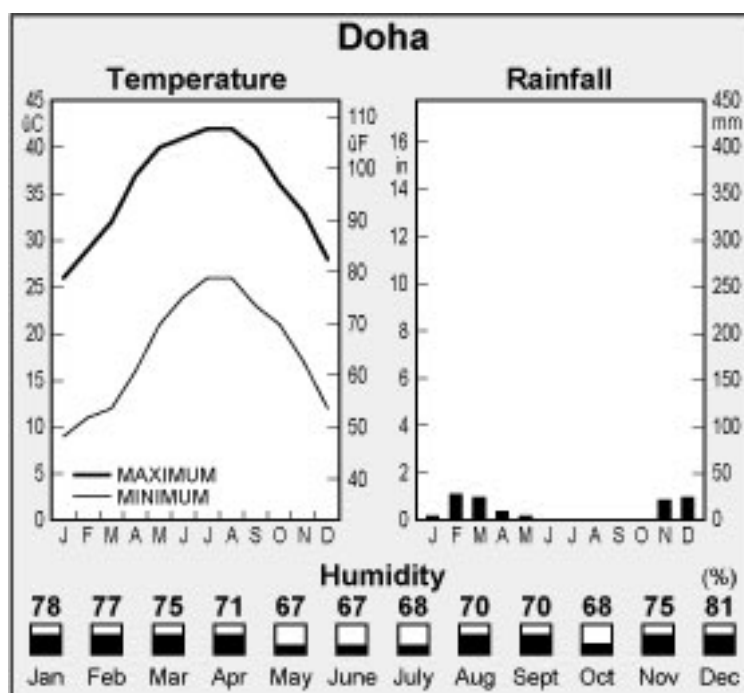 Doha
Temperature
Rainfall
45
ûC
40
35
30
25
20
15
10
5
0
110
ûF
100
90
80
70
60
50
40
MAXIMUM
MINIMUM
J F M A M J J A S O N D
16
in
14
12
10
8
6
4
2
0
450
mm
400
350
300
250
200
150
100
50
0
J F M A M J J A S O N D
Humidity (%)
78 77 75 71 67 67 68 70 70 68 75 81
Jan Feb Mar Apr May June July Aug Sept Oct Nov Dec